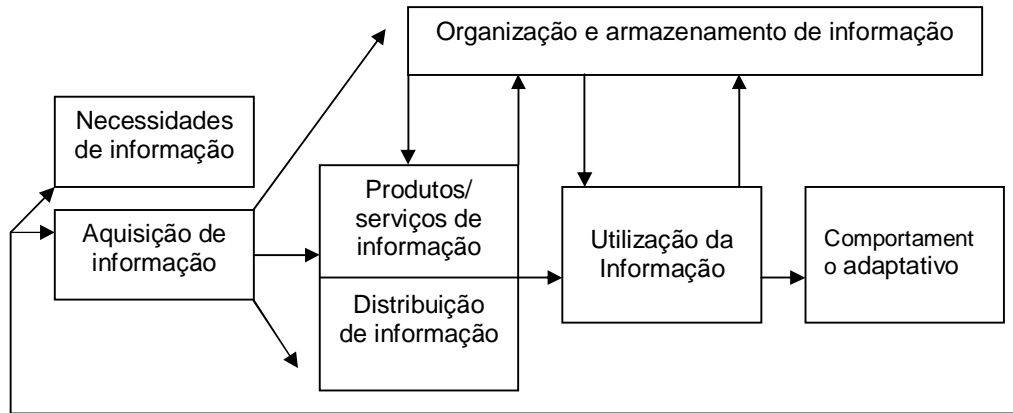 Organização e armazenamento de informação
Necessidades
de informação
Aquisição de
informação
Produtos/
serviços de
informação
Distribuição
de informação
Utilização da
Informação
Comportament
o adaptativo